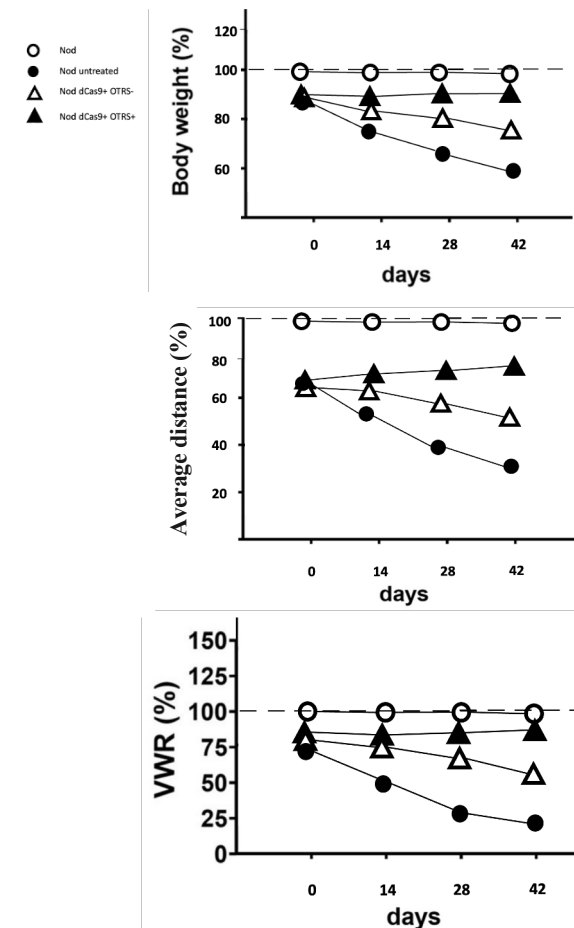 Nod
Nod untreated
Nod dCas9+ OTRS-
Nod dCas9+ OTRS+
Body weight (%)
120
100
80
60
0 14 28 42
days
Average distance (%)
100
80
60
40
20
0 14 28 42
days
VWR (%)
150
125
100
75
50
25
0
0 14 28 42
days